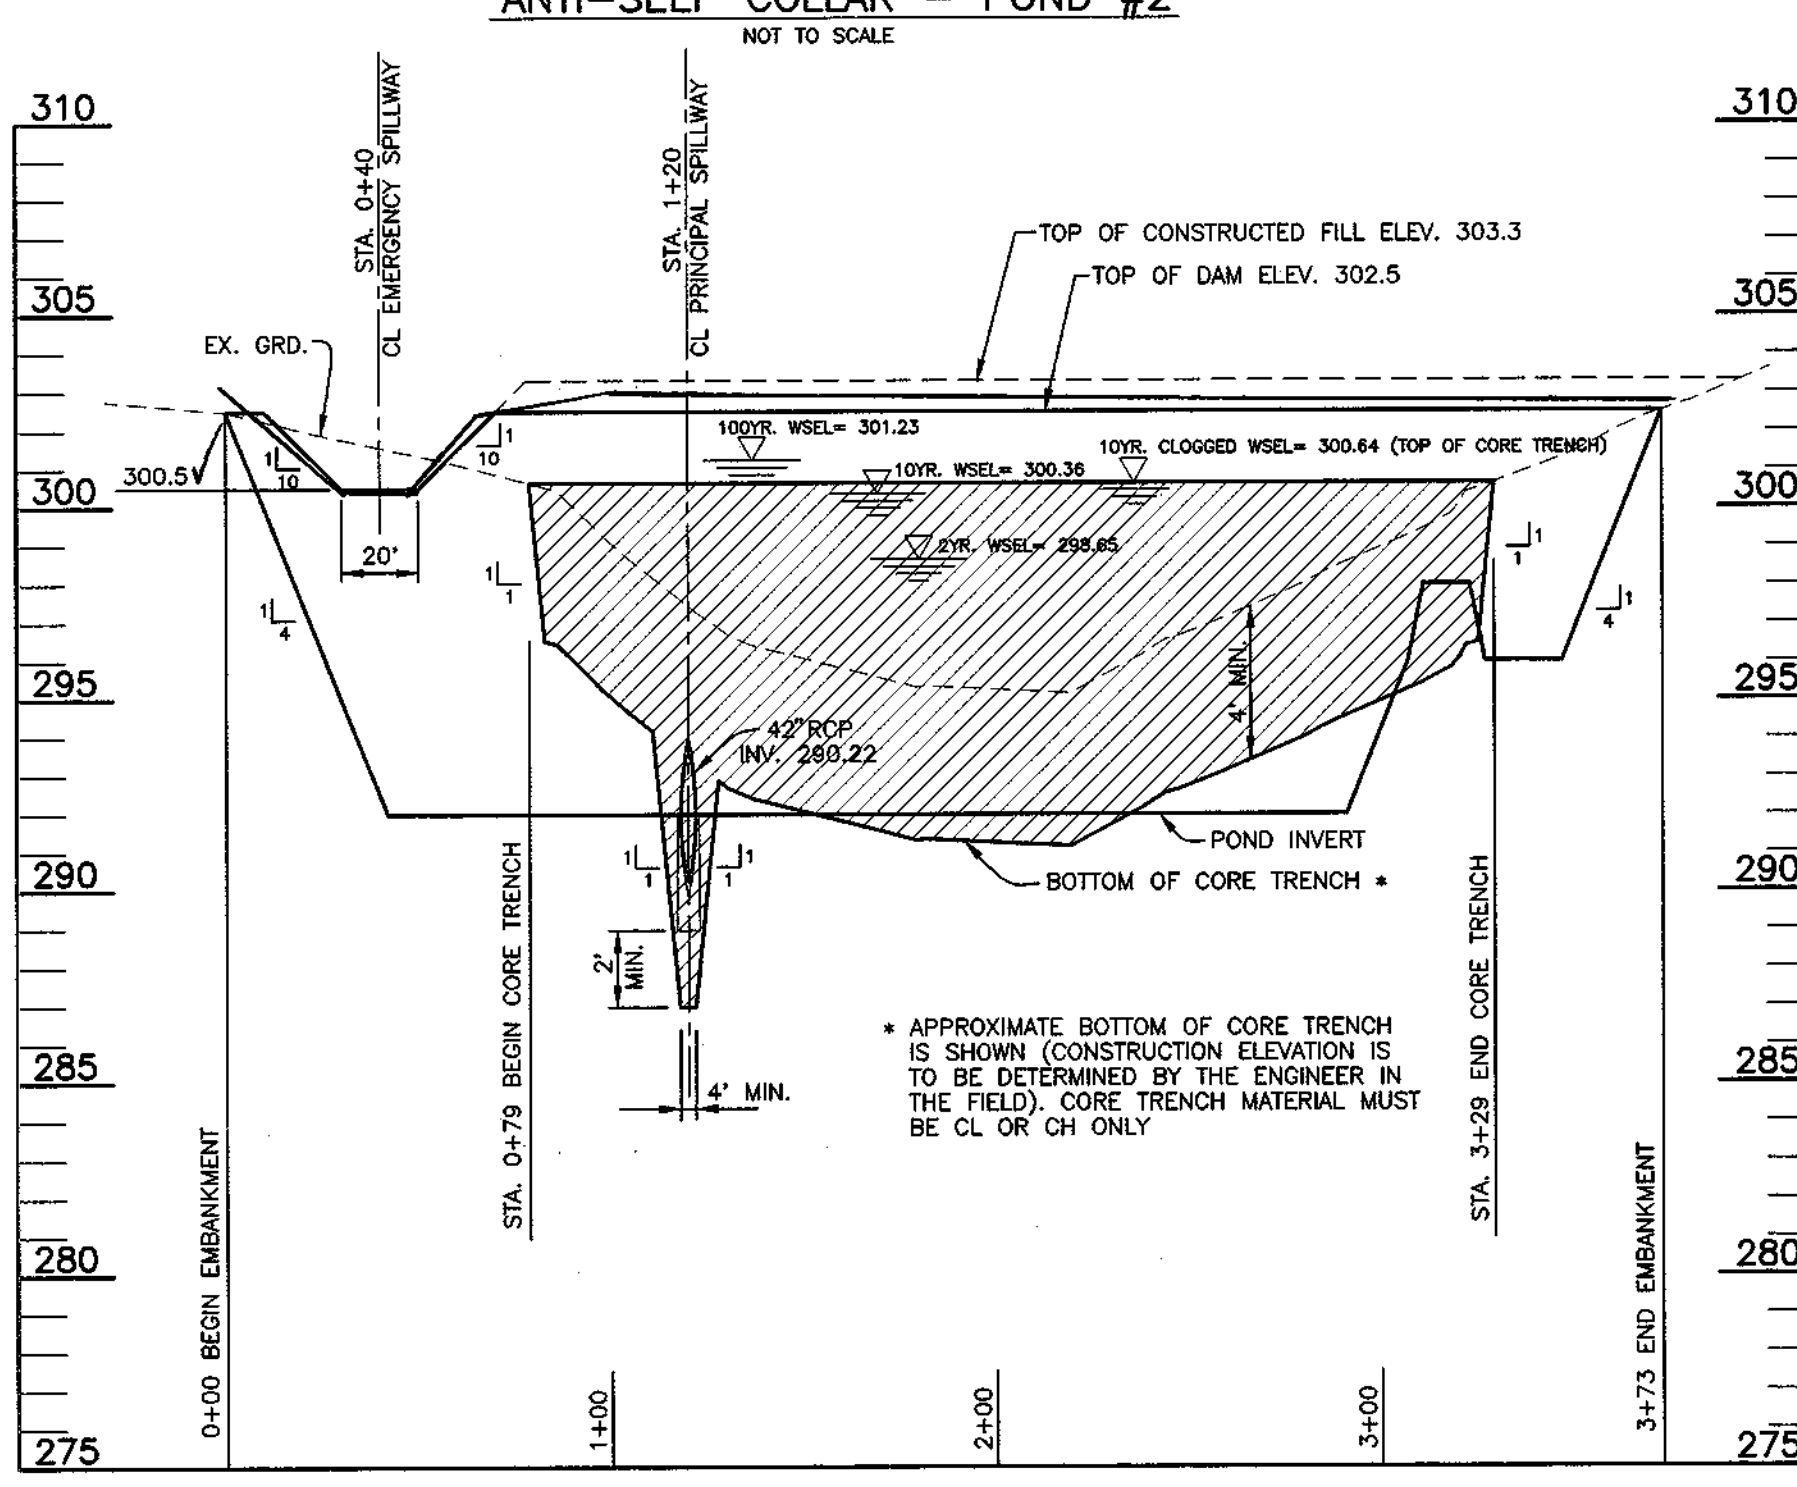 ANTI-SEEP COLLAR - POND #2
NOT TO SCALE
310
310
STA. 0+40
CL EMERGENCY SPILLWAY
STA. 1+20
CL PRINCIPAL SPILLWAY
TOP OF CONSTRUCTED FILL ELEV. 303.3
TOP OF DAM ELEV. 302.5
305
305
EX. GRD.
100YR. WSEL= 301.23
10YR. CLOGGED WSEL= 300.64 (TOP OF CORE TRENCH)
10YR. WSEL= 300.36
1
10
1
10
300.5
300
300
20'
2YR. WSEL= 298.65
1
1
1
1
1
4
1
4
4' MIN.
295
295
42" RCP
INV. 290.22
POND INVERT
1
1
1
1
BOTTOM OF CORE TRENCH *
290
290
2'
MIN.
STA. 0+79 BEGIN CORE TRENCH
STA. 3+29 END CORE TRENCH
* APPROXIMATE BOTTOM OF CORE TRENCH
IS SHOWN (CONSTRUCTION ELEVATION IS
TO BE DETERMINED BY THE ENGINEER IN
THE FIELD). CORE TRENCH MATERIAL MUST
BE CL OR CH ONLY
285
285
4' MIN.
280
280
0+00 BEGIN EMBANKMENT
1+00
2+00
3+00
3+73 END EMBANKMENT
275
275